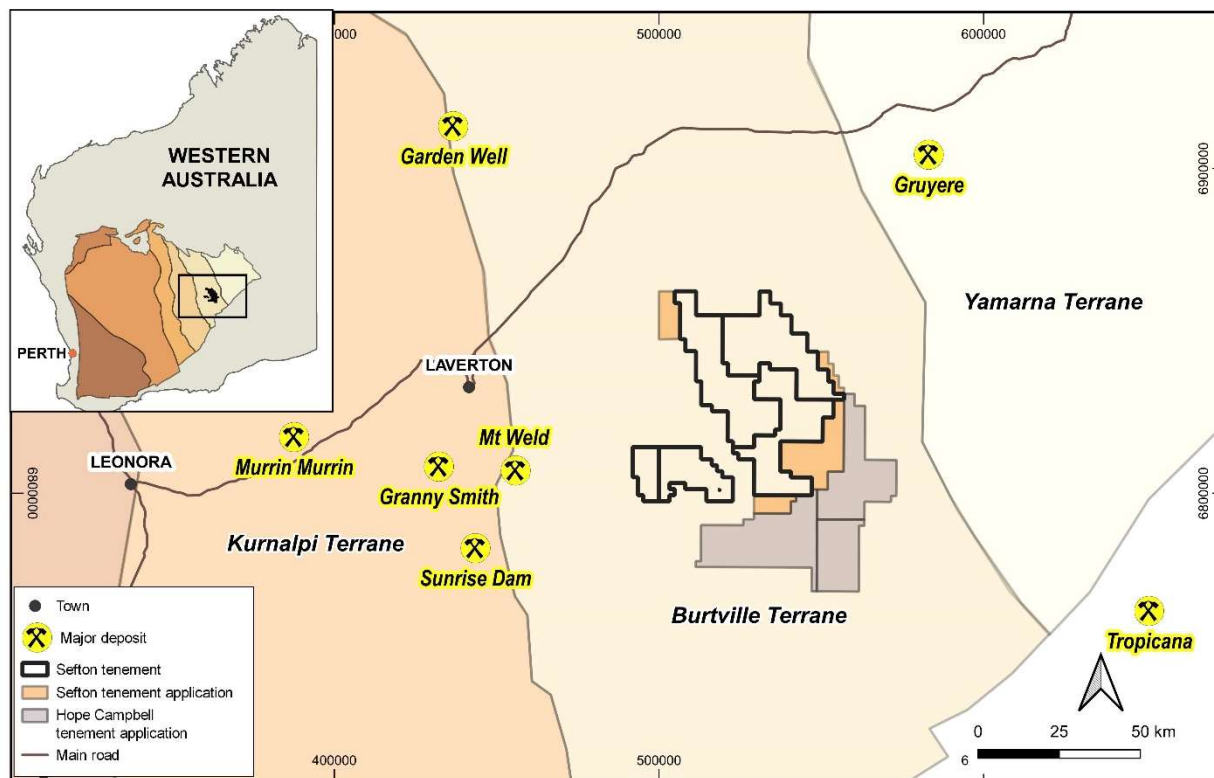 000
500000
600000
WESTERN
AUSTRALIA
PERTH
Garden Well
Gruyere
6900000
Yamarna Terrane
LAVERTON
Mt Weld
LEONORA
Murrin Murrin
Granny Smith
6800000
6800000
Kurnalpi Terrane
Sunrise Dam
Burtville Terrane
Tropicana
Town
Major deposit
Sefton tenement
Sefton tenement application
Hope Campbell
tenement application
Main road
0 25 50 km
6
400000
500000